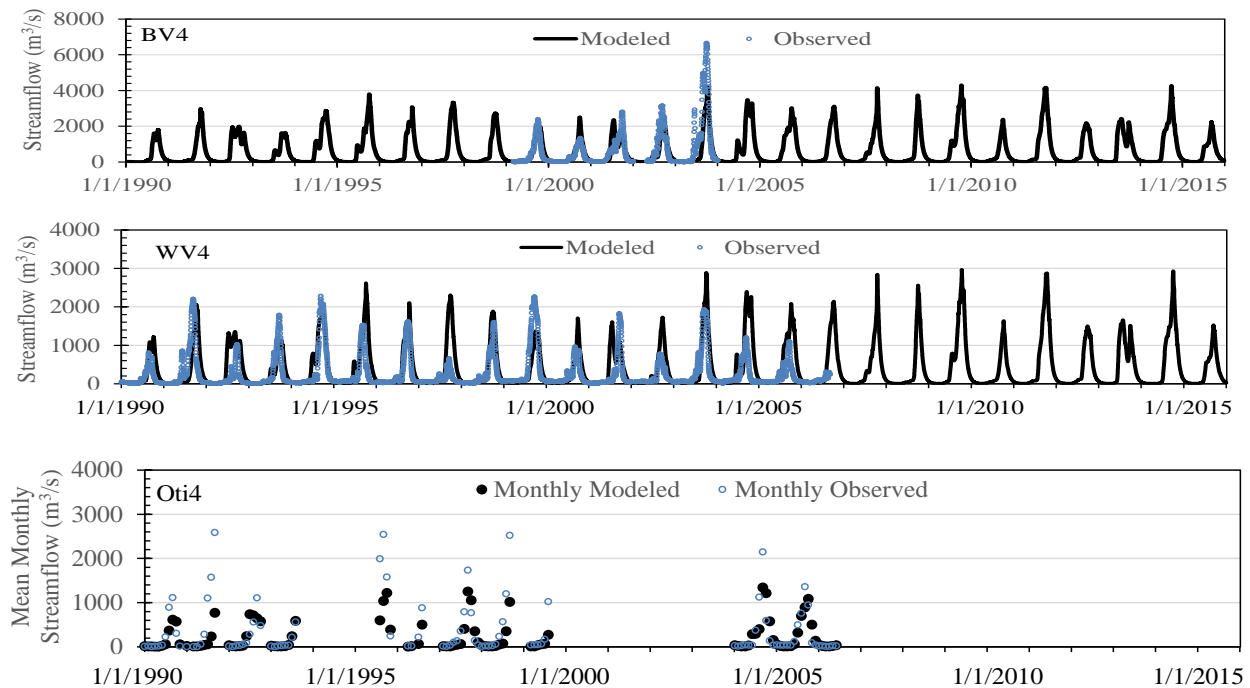 8000
6000
4000
2000
0
Streamflow (m³/s)
BV4
Modeled
Observed
1/1/1990
1/1/1995
1/1/2000
1/1/2005
1/1/2010
1/1/2015
4000
3000
2000
1000
0
Streamflow (m³/s)
WV4
Modeled
Observed
1/1/1990
1/1/1995
1/1/2000
1/1/2005
1/1/2010
1/1/2015
4000
3000
2000
1000
0
Mean Monthly
Streamflow (m³/s)
Oti4
Monthly Modeled
Monthly Observed
1/1/1990
1/1/1995
1/1/2000
1/1/2005
1/1/2010
1/1/2015